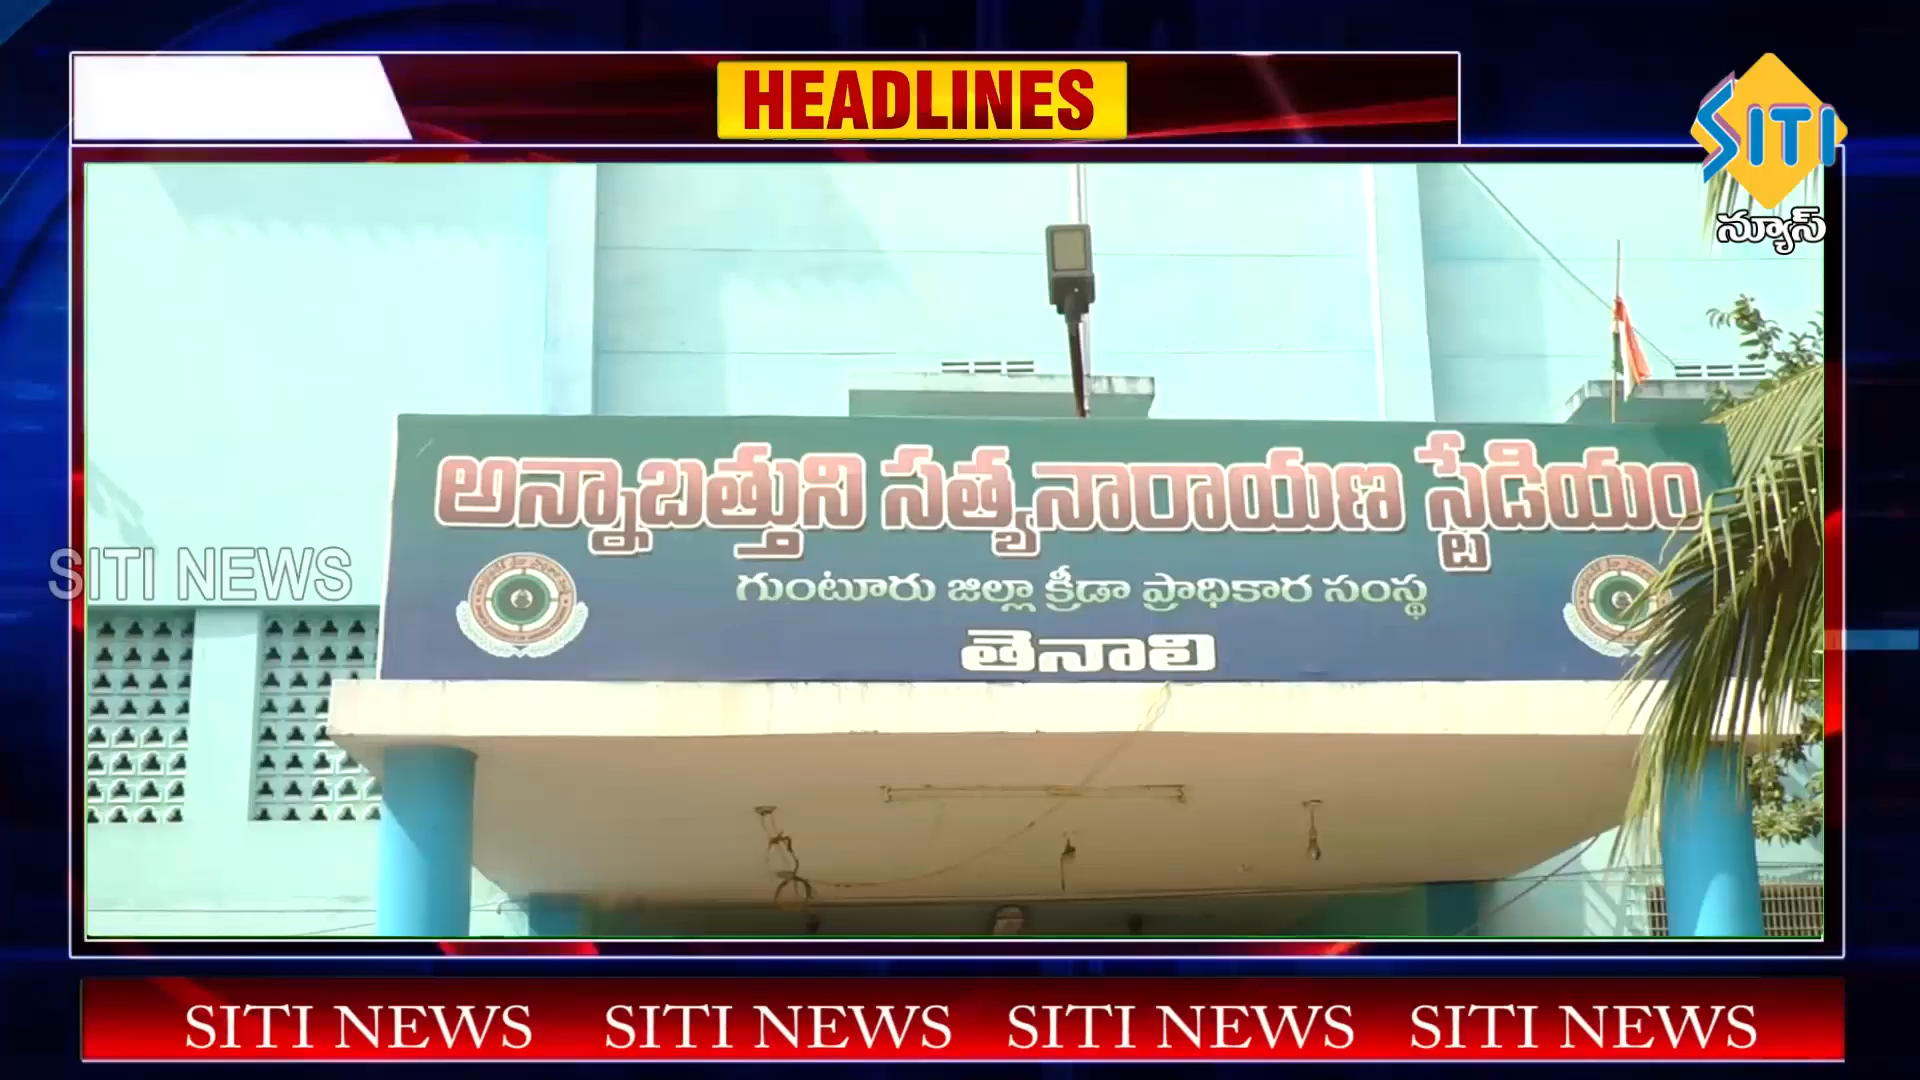 HEADLINES
SITI
న్యూస్
అన్నాబత్తుని సత్యనారాయణ స్టేడియం
SITI NEWS
గుంటూరు జిల్లా క్రీడా ప్రాధికార సంస్థ
తెనాలి
SITI NEWS SITI NEWS SITI NEWS SITI NEWS